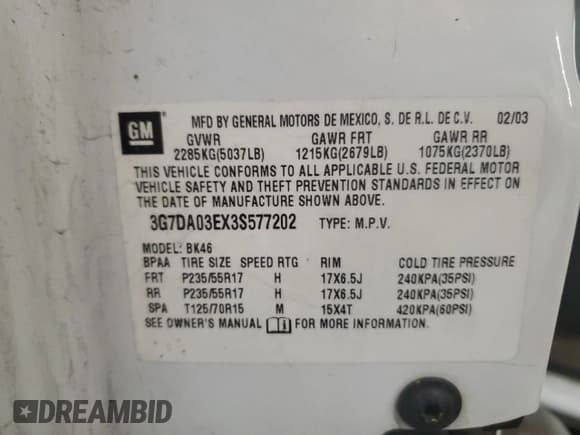 GM
MFD BY GENERAL MOTORS DE MEXICO, S. DE R.L. DE C.V. 02/03
GVWR GAWR FRT GAWR RR
2285KG(5037LB) 1215KG(2679LB) 1075KG(2370LB)
THIS VEHICLE CONFORMS TO ALL APPLICABLE U.S. FEDERAL MOTOR
VEHICLE SAFETY AND THEFT PREVENTION STANDARDS IN EFFECT ON
THE DATE OF MANUFACTURE SHOWN ABOVE.
3G7DA03EX3S577202 TYPE: M.P.V.
MODEL: BK46
BPAA TIRE SIZE SPEED RTG RIM COLD TIRE PRESSURE
FRT P235/55R17 H 17X6.5J 240KPA(35PSI)
RR P235/55R17 H 17X6.5J 240KPA(35PSI)
SPA T125/70R15 M 15X4T 420KPA(60PSI)
SEE OWNER'S MANUAL FOR MORE INFORMATION.
DREAMBID